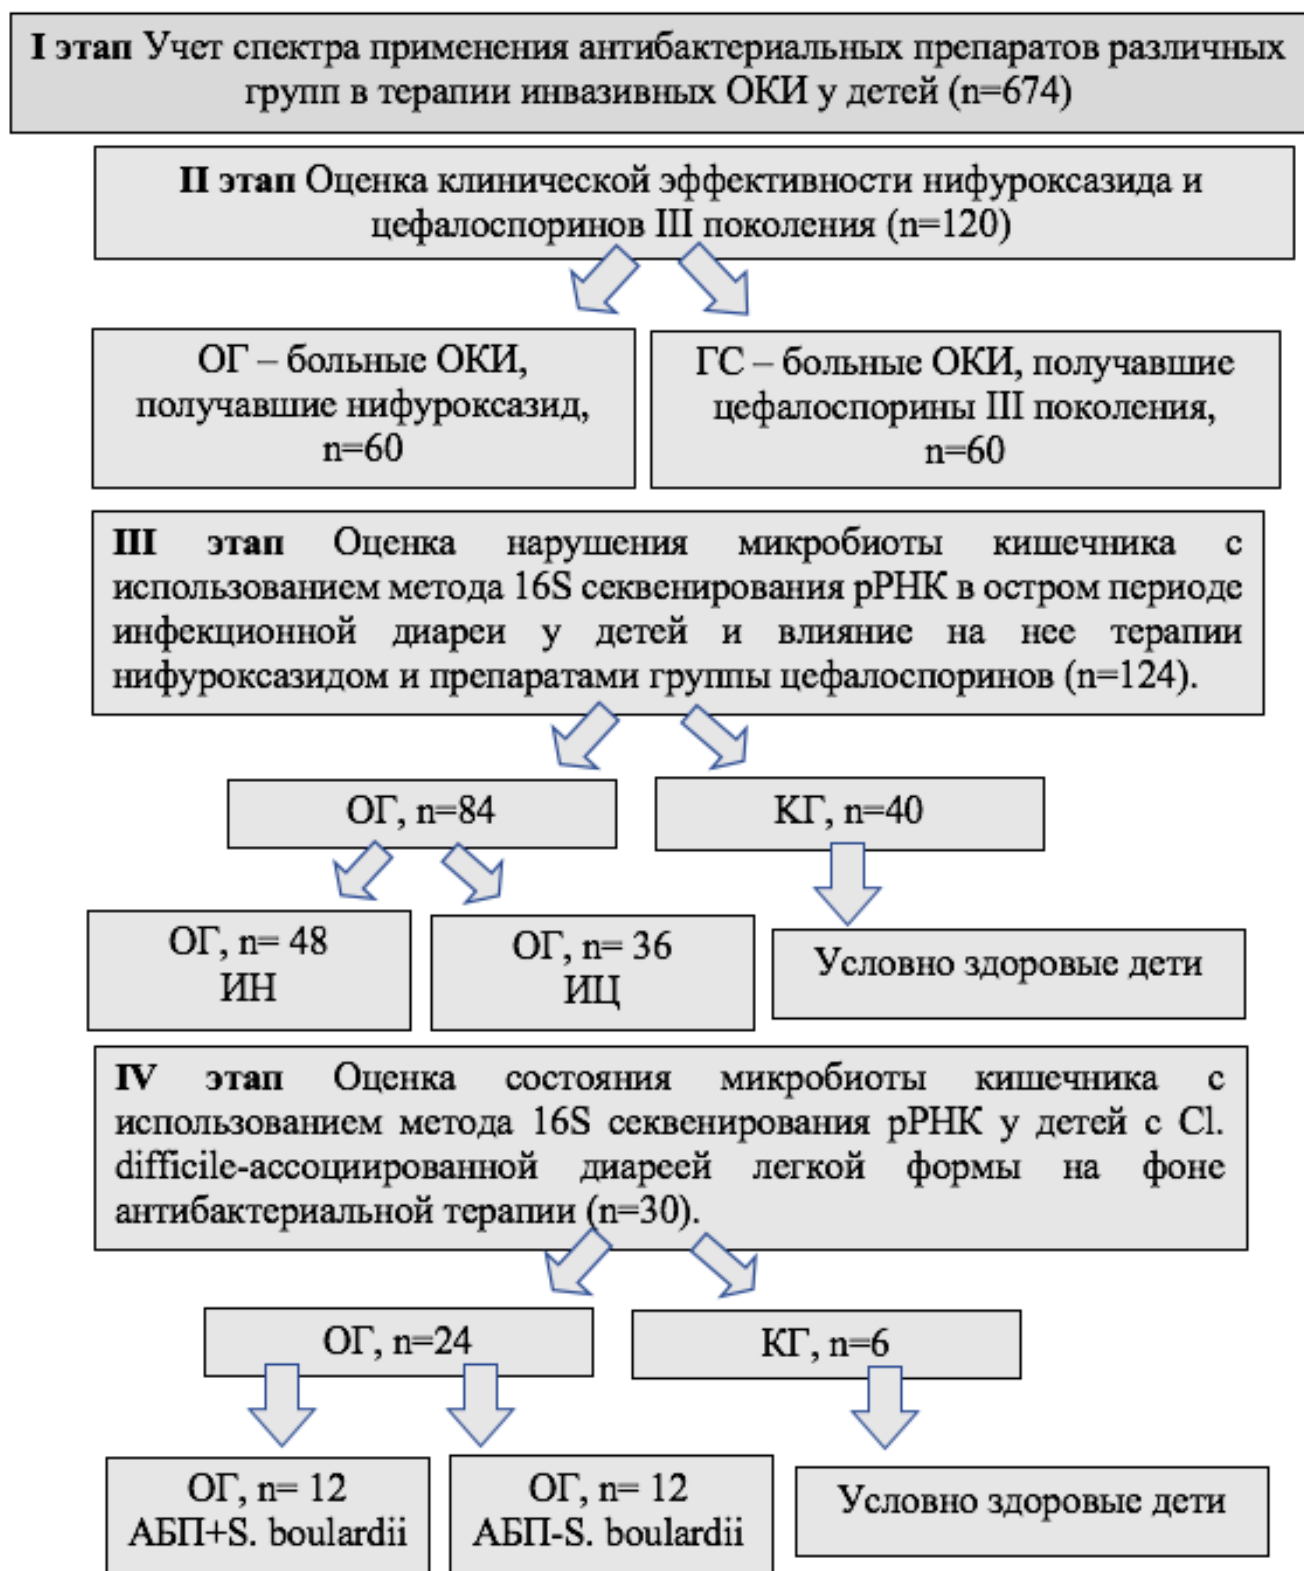 I этап Учет спектра применения антибактериальных препаратов различных
групп в терапии инвазивных ОКИ у детей (n=674)
II этап Оценка клинической эффективности нифуроксазида и
цефалоспоринов III поколения (n=120)
ОГ – больные ОКИ,
получавшие нифуроксазид,
n=60
ГС – больные ОКИ, получавшие
цефалоспорины III поколения,
n=60
III этап Оценка нарушения микробиоты кишечника с
использованием метода 16S секвенирования рРНК в остром периоде
инфекционной диареи у детей и влияние на нее терапии
нифуроксазидом и препаратами группы цефалоспоринов (n=124).
ОГ, n=84
КГ, n=40
ОГ, n= 48
ИН
ОГ, n= 36
ИЦ
Условно здоровые дети
IV этап Оценка состояния микробиоты кишечника с
использованием метода 16S секвенирования рРНК у детей с Cl.
difficile-ассоциированной диареей легкой формы на фоне
антибактериальной терапии (n=30).
ОГ, n=24
КГ, n=6
ОГ, n= 12
АБП+S. boulardii
ОГ, n= 12
АБП-S. boulardii
Условно здоровые дети